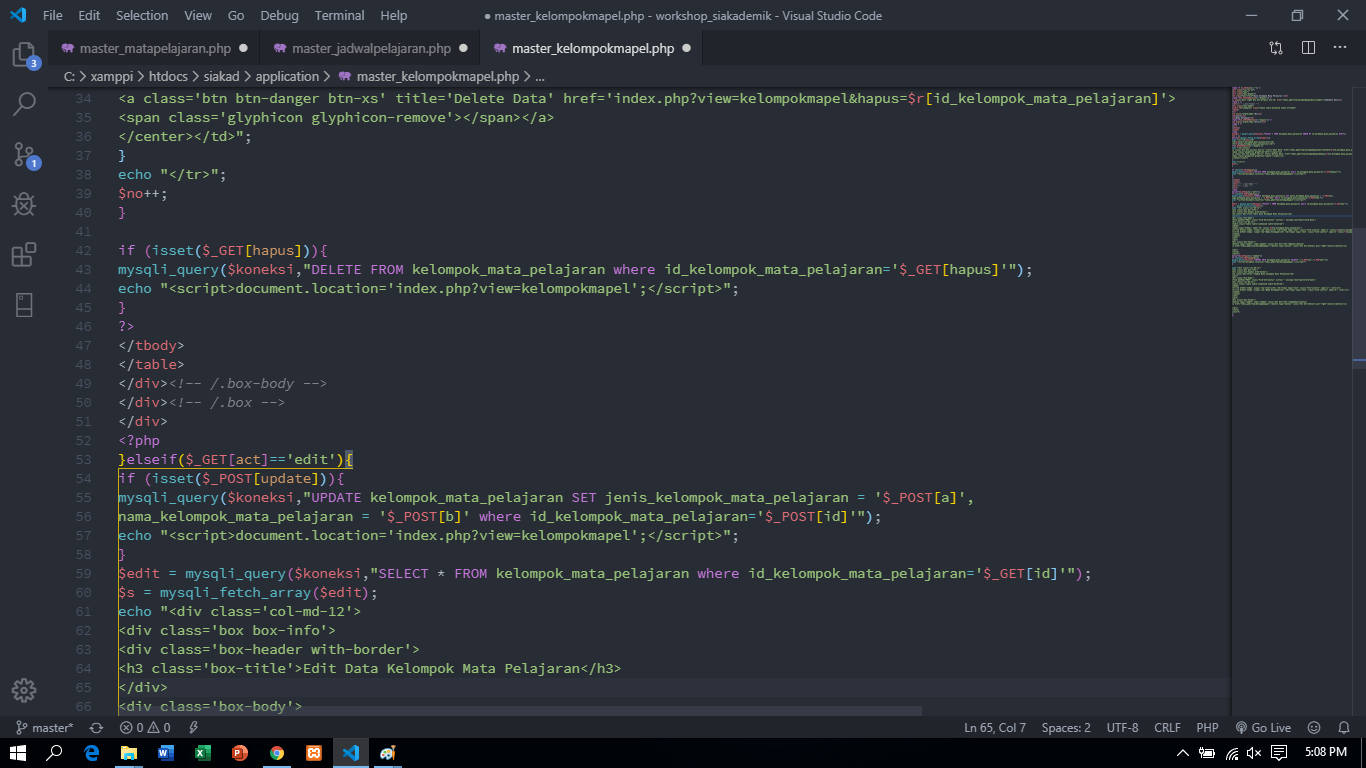 File Edit Selection View Go Debug Terminal Help ● master_kelompokmapel.php - workshop_siakademik - Visual Studio Code
master_matapelajaran.php ● master_jadwalpelajaran.php ● master_kelompokmapel.php ●
C: > xamppi > htdocs > siakad > application > master_kelompokmapel.php > ...
3
1
34 <a class='btn btn-danger btn-xs' title='Delete Data' href='index.php?view=kelompokmapel&hapus=$r[id_kelompok_mata_pelajaran]'>
35 <span class='glyphicon glyphicon-remove'></span></a>
36 </center></td>";
37 }
38 echo "</tr>";
39 $no++;
40 }
41
42 if (isset($_GET[hapus])){
43 mysqli_query($koneksi,"DELETE FROM kelompok_mata_pelajaran where id_kelompok_mata_pelajaran='$_GET[hapus]'");
44 echo "<script>document.location='index.php?view=kelompokmapel';</script>";
45 }
46 ?>
47 </tbody>
48 </table>
49 </div><!-- /.box-body -->
50 </div><!-- /.box -->
51 </div>
52 <?php
53 }elseif($_GET[act]=='edit'){
54 if (isset($_POST[update])){
55 mysqli_query($koneksi,"UPDATE kelompok_mata_pelajaran SET jenis_kelompok_mata_pelajaran = '$_POST[a]',
56 nama_kelompok_mata_pelajaran = '$_POST[b]' where id_kelompok_mata_pelajaran='$_POST[id]'");
57 echo "<script>document.location='index.php?view=kelompokmapel';</script>";
58 }
59 $edit = mysqli_query($koneksi,"SELECT * FROM kelompok_mata_pelajaran where id_kelompok_mata_pelajaran='$_GET[id]'");
60 $s = mysqli_fetch_array($edit);
61 echo "<div class='col-md-12'>
62 <div class='box box-info'>
63 <div class='box-header with-border'>
64 <h3 class='box-title'>Edit Data Kelompok Mata Pelajaran</h3>
65 </div>
66 <div class='box-body'>
master* 0 0 Ln 65, Col 7 Spaces: 2 UTF-8 CRLF PHP Go Live
5:08 PM